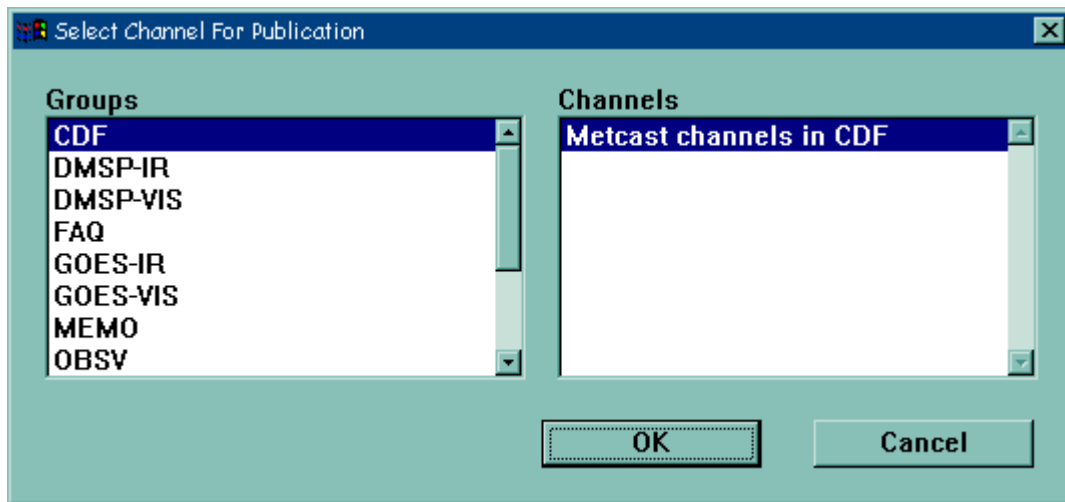 Select Channel For Publication
Groups
CDF
DMSP-IR
DMSP-VIS
FAQ
GOES-IR
GOES-VIS
MEMO
OBSV
Channels
Metcast channels in CDF
OK
Cancel